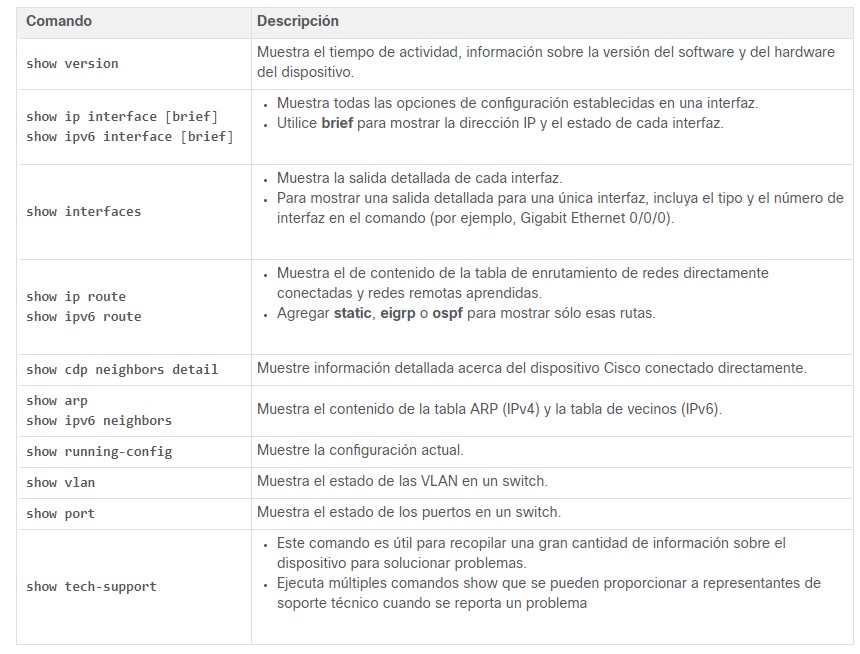 Comando Descripción
show version
Muestra el tiempo de actividad, información sobre la versión del software y del hardware
del dispositivo.
show ip interface [brief]
show ipv6 interface [brief]
• Muestra todas las opciones de configuración establecidas en una interfaz.
• Utilice brief para mostrar la dirección IP y el estado de cada interfaz.
show interfaces
• Muestra la salida detallada de cada interfaz.
• Para mostrar una salida detallada para una única interfaz, incluya el tipo y el número de
interfaz en el comando (por ejemplo, Gigabit Ethernet 0/0/0).
show ip route
show ipv6 route
• Muestra el de contenido de la tabla de enrutamiento de redes directamente
conectadas y redes remotas aprendidas.
• Agregar static, eigrp o ospf para mostrar sólo esas rutas.
show cdp neighbors detail Muestre información detallada acerca del dispositivo Cisco conectado directamente.
show arp
show ipv6 neighbors
Muestra el contenido de la tabla ARP (IPv4) y la tabla de vecinos (IPv6).
show running-config Muestre la configuración actual.
show vlan Muestra el estado de las VLAN en un switch.
show port Muestra el estado de los puertos en un switch.
show tech-support
• Este comando es útil para recopilar una gran cantidad de información sobre el
dispositivo para solucionar problemas.
• Ejecuta múltiples comandos show que se pueden proporcionar a representantes de
soporte técnico cuando se reporta un problema